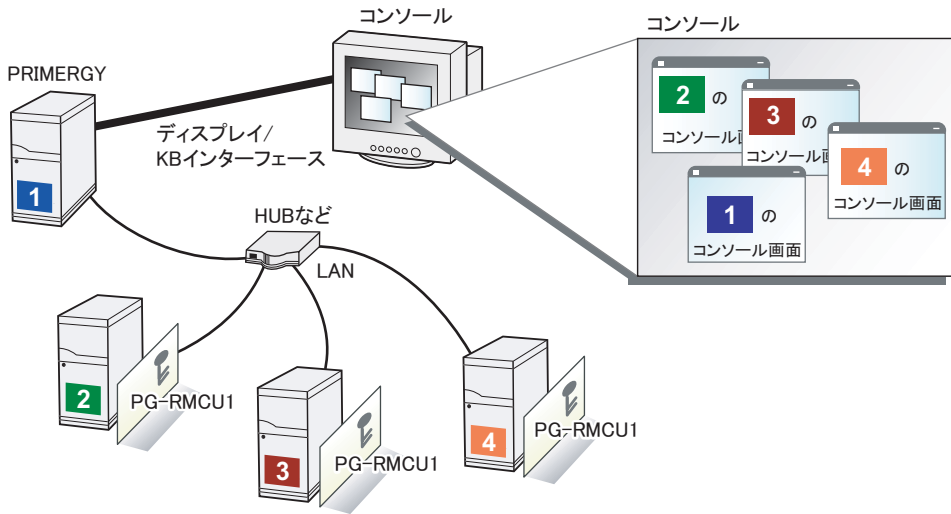 コンソール
PRIMERGY
1
ディスプレイ/
KBインターフェース
HUBなど
LAN
2
PG-RMCU1
3
PG-RMCU1
4
PG-RMCU1
コンソール
2 の
コンソール画
3 の
コンソール画
4 の
コンソール画面
1 の
コンソール画面